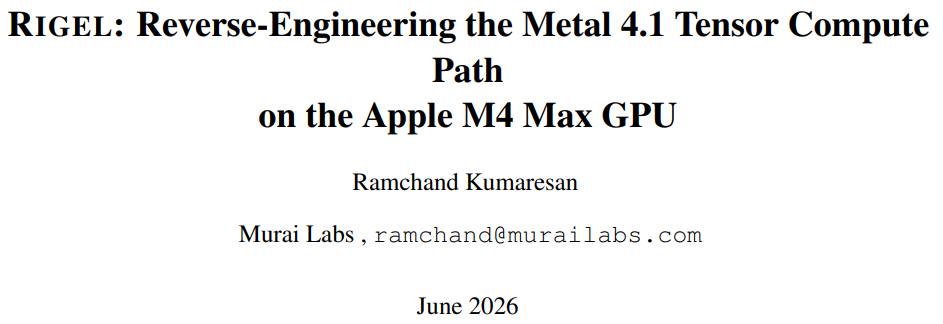 RIGEL: Reverse-Engineering the Metal 4.1 Tensor Compute
Path
on the Apple M4 Max GPU
Ramchand Kumaresan
Murai Labs , ramchand@murailabs.com
June 2026